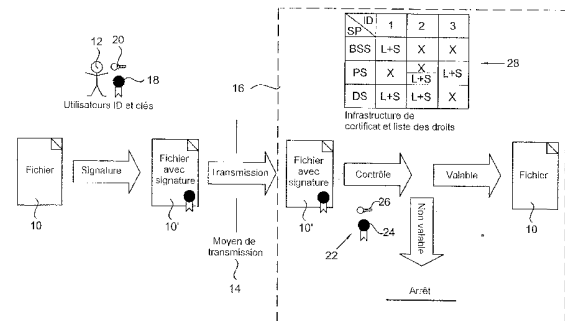 12
20
18
Utilisateurs ID et clés
16
SP ID 1 2 3
BSS L+S X X
PS X X L+S L+S
DS L+S L+S X
28
Infrastructure de
certificat et liste des droits
Fichier
10
Signature
Fichier
avec
signature
10'
Transmission
Moyen de
transmission
14
Fichier
avec
signature
10'
Contrôle
26
24
22
Valable
Non valable
Arrêt
Fichier
10